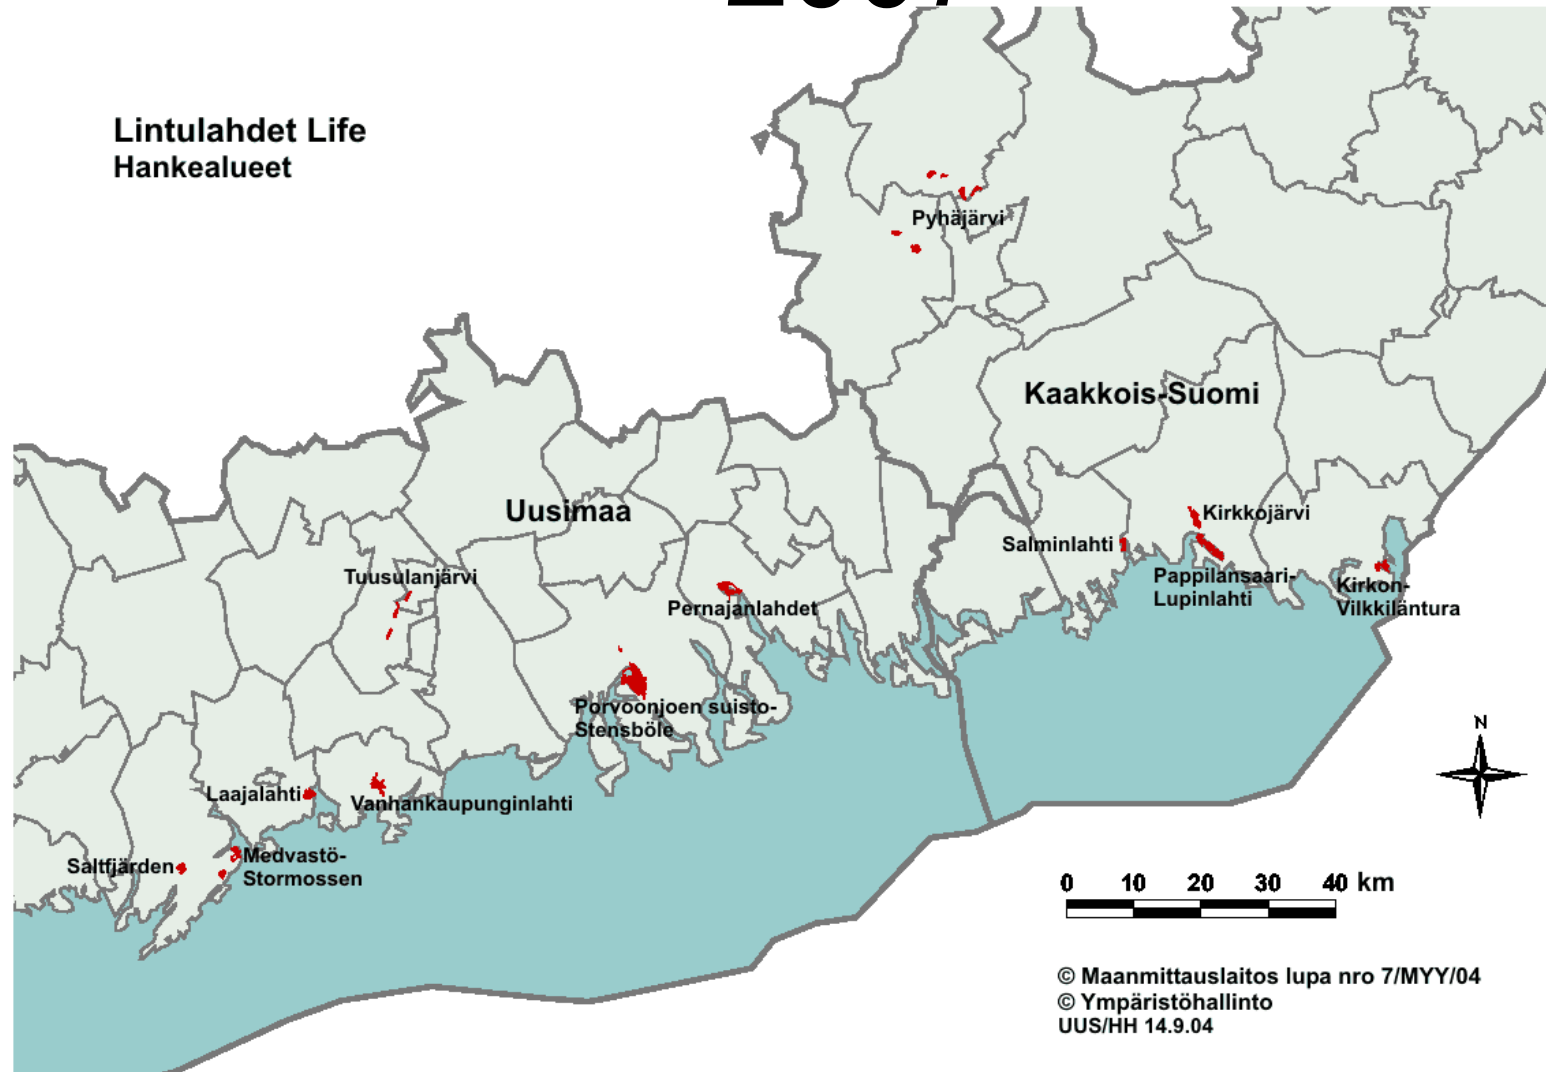 Lintulahdet Life
Hankealueet
Pyhäjärvi
Kaakkois-Suomi
Uusimaa
Kirkkojärvi
Salminlahti
Tuusulanjärvi
Pappilansaari-
Lupinlahti
Kirkon-
Vilkkiläntura
Pernajanlahdet
Porvoonjoen suisto-
Stensböle
N
Laajalahti
Vanhankaupunginlahti
Saltfjärden
Medvastö-
Stormossen
0 10 20 30 40 km
© Maanmittauslaitos lupa nro 7/MYY/04
© Ympäristöhallinto
UUS/HH 14.9.04